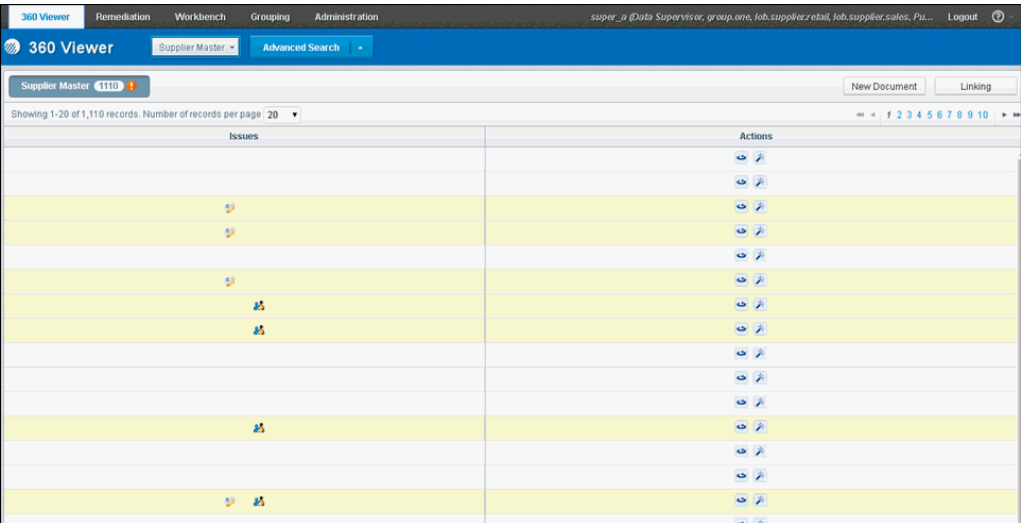 360 Viewer Remediation Workbench Grouping Administration super_a (Data Supervisor, group.one, lob.supplier.retail, lob.supplier.sales, Pu... Logout ?
360 Viewer Supplier Master Advanced Search
Supplier Master 1110 ! New Document Linking
Showing 1-20 of 1,110 records. Number of records per page 20 1 2 3 4 5 6 7 8 9 10
Issues Actions